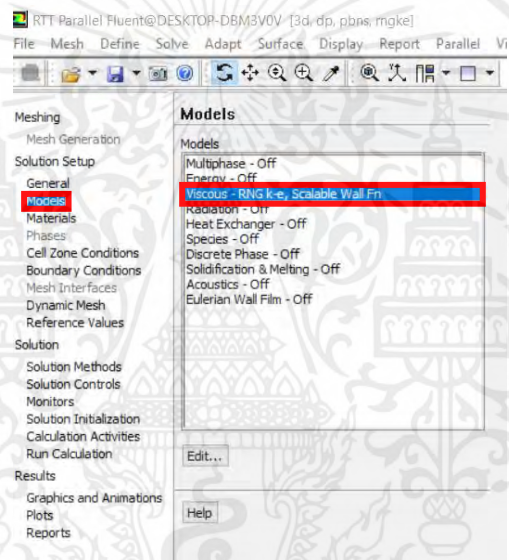 RTT Parallel Fluent@DESKTOP-DBM3V0V [3d, dp, pbns, rngke]
File Mesh Define Solve Adapt Surface Display Report Parallel Vi
Meshing
Mesh Generation
Solution Setup
General
Models
Materials
Phases
Cell Zone Conditions
Boundary Conditions
Mesh Interfaces
Dynamic Mesh
Reference Values
Solution
Solution Methods
Solution Controls
Monitors
Solution Initialization
Calculation Activities
Run Calculation
Results
Graphics and Animations
Plots
Reports
Models
Models
Multiphase - Off
Energy - Off
Viscous - RNG k-e, Scalable Wall Fn
Radiation - Off
Heat Exchanger - Off
Species - Off
Discrete Phase - Off
Solidification & Melting - Off
Acoustics - Off
Eulerian Wall Film - Off
Edit...
Help